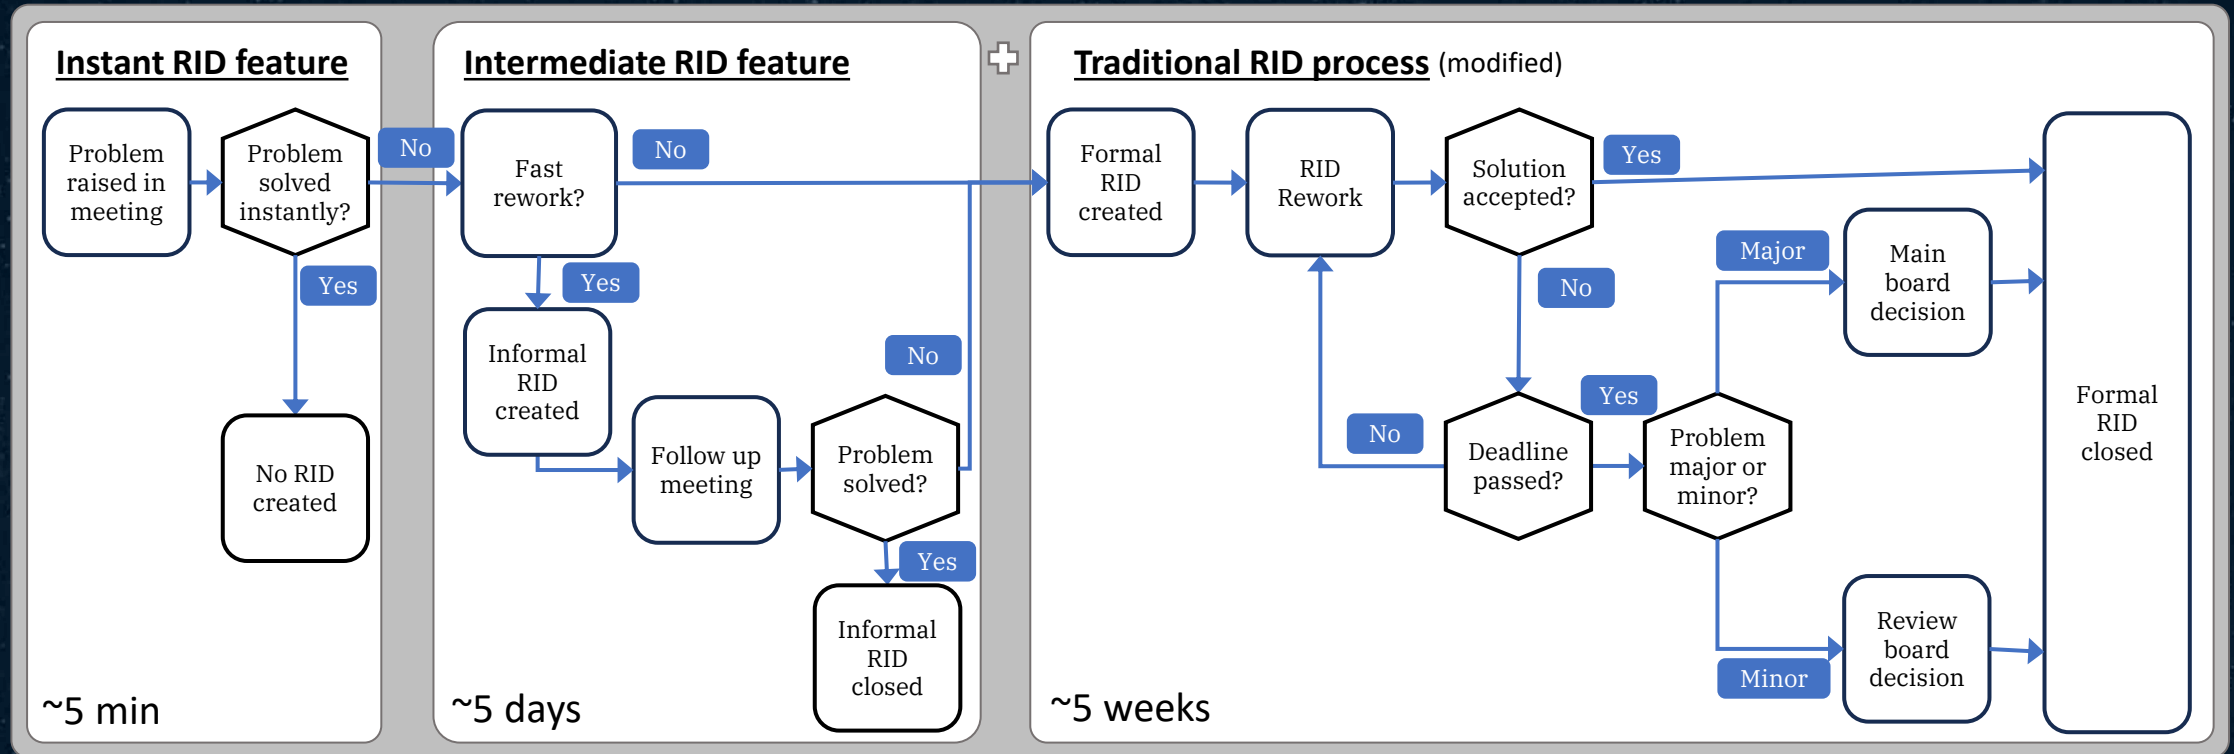 Instant RID feature
Problem
raised in
meeting
Problem
solved
instantly?
No
Yes
No RID
created
~5 min
Intermediate RID feature
Fast
rework?
No
Yes
Informal
RID
created
Follow up
meeting
Problem
solved?
No
Yes
Informal
RID
closed
~5 days
Traditional RID process (modified)
Formal
RID
created
RID
Rework
Solution
accepted?
Yes
No
Deadline
passed?
No
Yes
Problem
major or
minor?
Major
Main
board
decision
Minor
Review
board
decision
Formal
RID
closed
~5 weeks